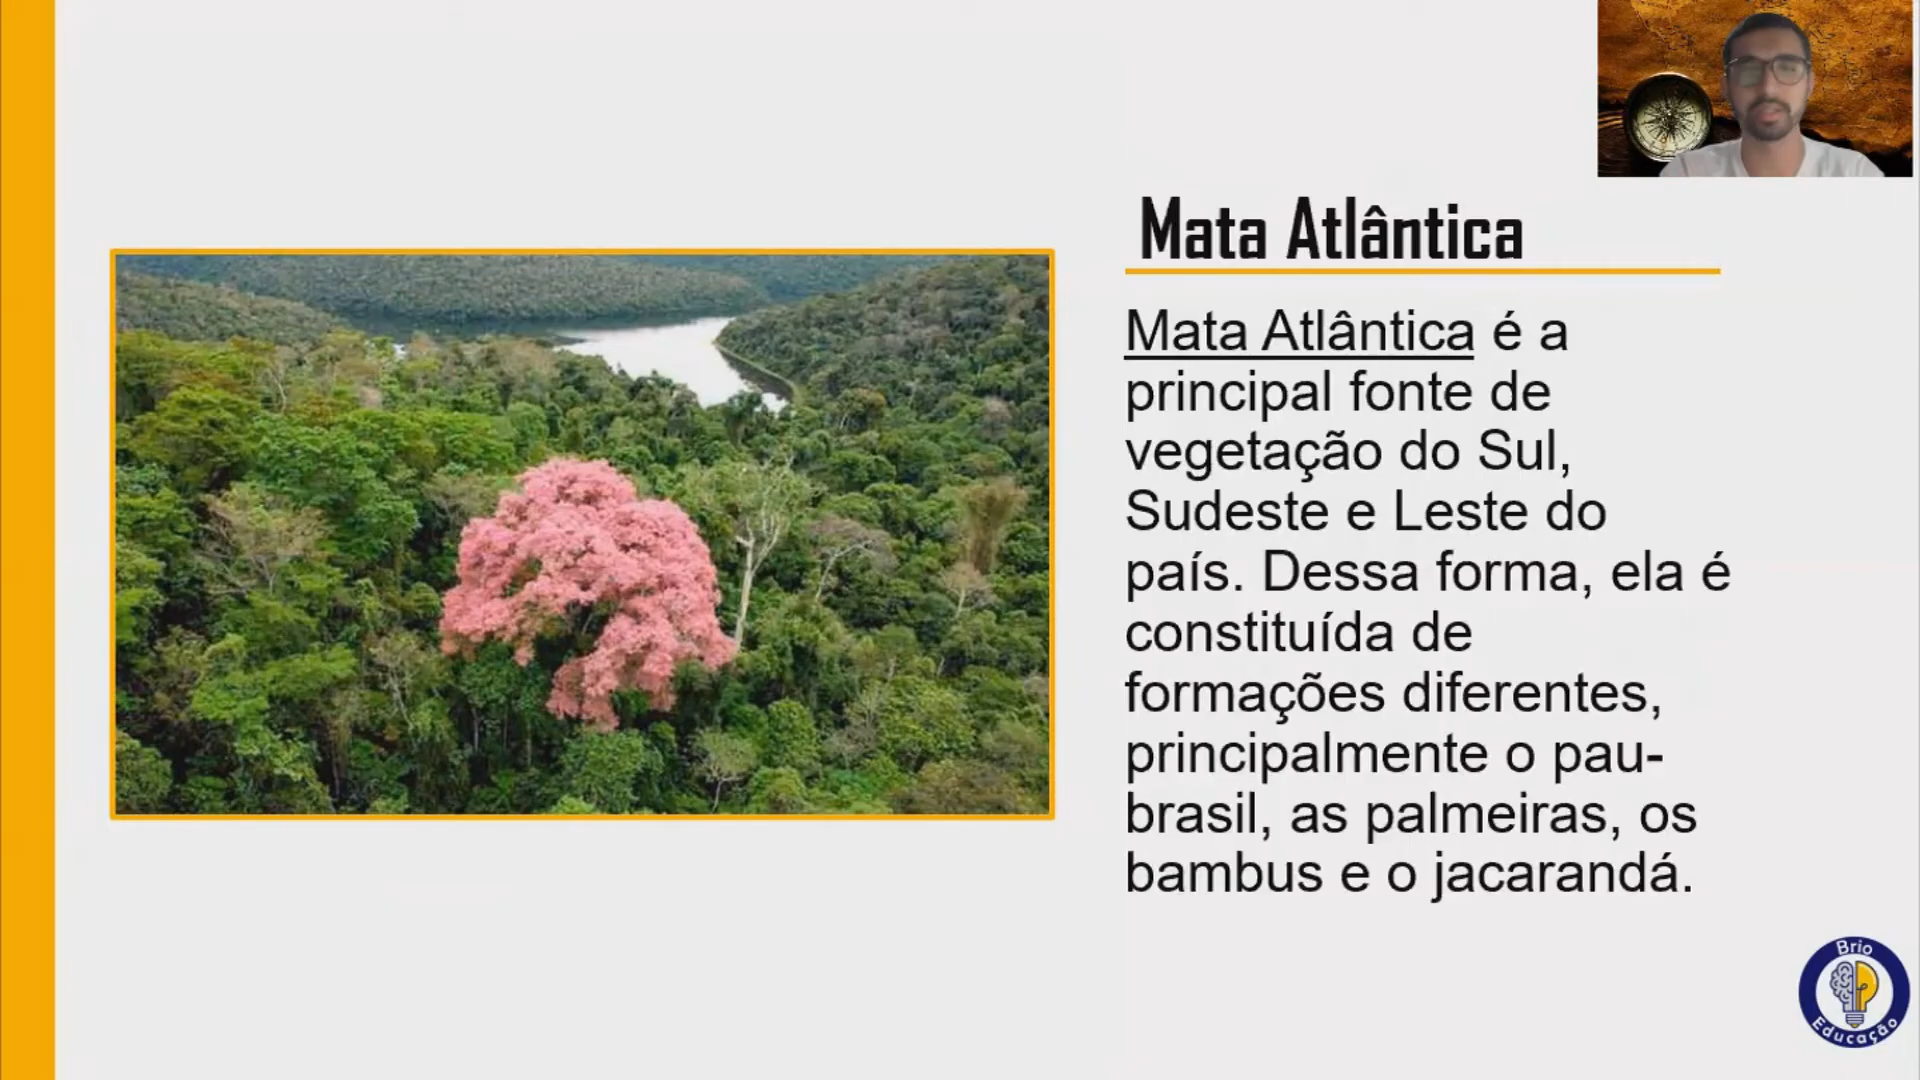 Mata Atlântica
Mata Atlântica é a
principal fonte de
vegetação do Sul,
Sudeste e Leste do
país. Dessa forma, ela é
constituída de
formações diferentes,
principalmente o pau-
brasil, as palmeiras, os
bambus e o jacarandá.
Brio
Educação